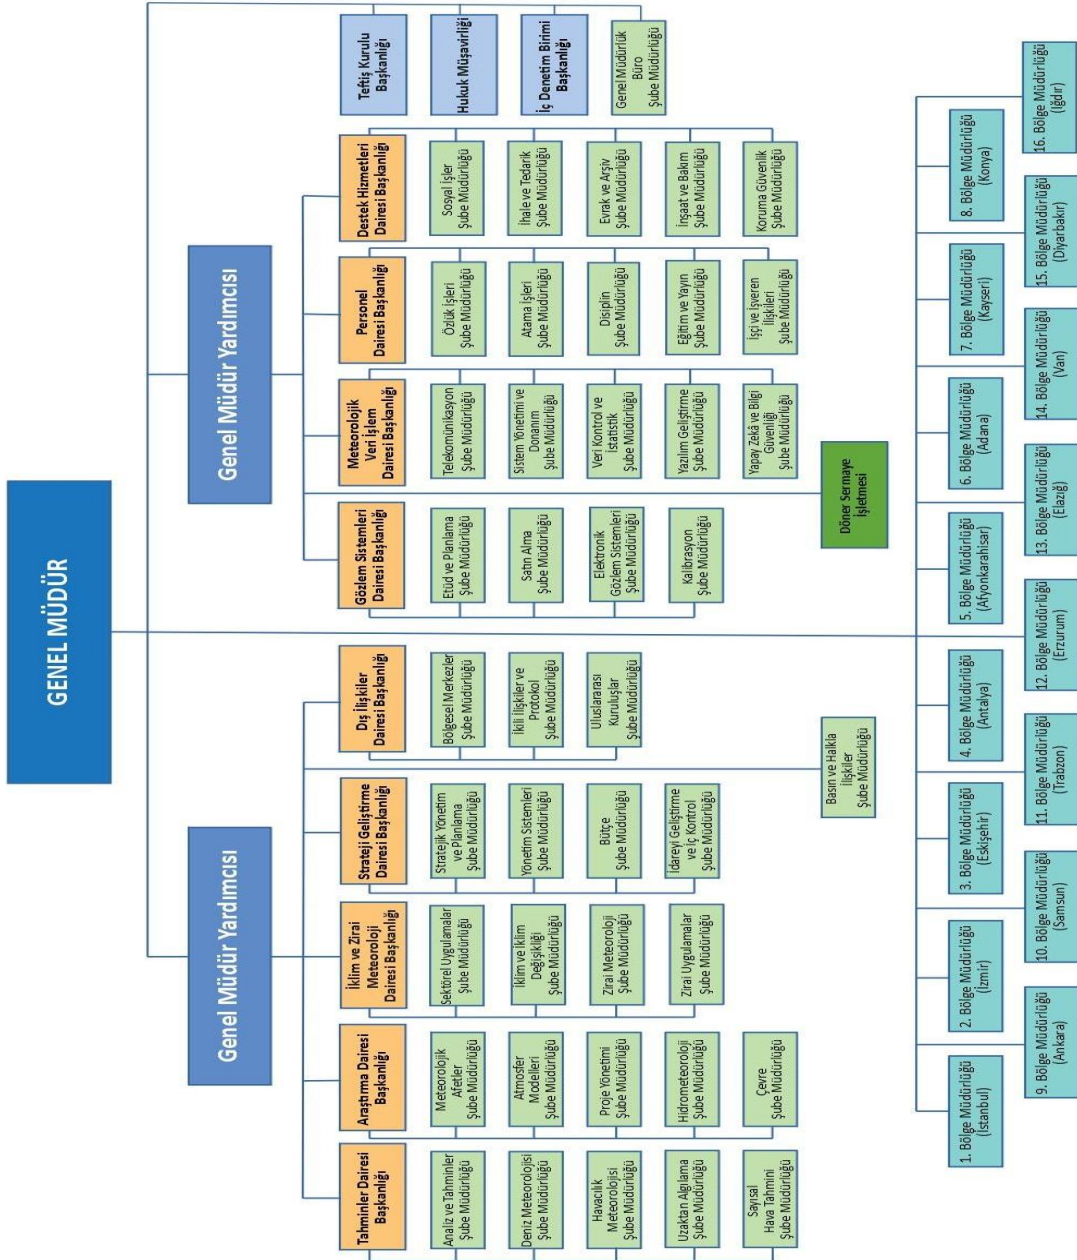 GENEL MÜDÜR
Genel Müdür Yardımcısı
Genel Müdür Yardımcısı
Tahminler Dairesi
Başkanlığı
Analiz ve Tahminler
Şube Müdürlüğü
Deniz Meteorolojisi
Şube Müdürlüğü
Havacılık
Meteorolojisi
Şube Müdürlüğü
Uzaktan Algılama
Şube Müdürlüğü
Sayısal
Hava Tahmini
Şube Müdürlüğü
Araştırma Dairesi
Başkanlığı
Meteorolojik
Afetler
Şube Müdürlüğü
Atmosfer
Modelleri
Şube Müdürlüğü
Proje Yönetimi
Şube Müdürlüğü
Hidrometeoroloji
Şube Müdürlüğü
Çevre
Şube Müdürlüğü
İklim ve Zirai
Meteoroloji
Dairesi Başkanlığı
Sektörel Uygulamalar
Şube Müdürlüğü
İklim ve İklim
Değişikliği
Şube Müdürlüğü
Zirai Meteoroloji
Şube Müdürlüğü
Zirai Uygulamalar
Şube Müdürlüğü
Strateji Geliştirme
Dairesi Başkanlığı
Stratejik Yönetim
ve Planlama
Şube Müdürlüğü
Yönetim Sistemleri
Şube Müdürlüğü
Bütçe
Şube Müdürlüğü
İdareyi Geliştirme
ve İç Kontrol
Şube Müdürlüğü
Dış İlişkiler
Dairesi Başkanlığı
Bölgesel Merkezler
Şube Müdürlüğü
İkili İlişkiler ve
Protokol
Şube Müdürlüğü
Uluslararası
Kuruluşlar
Şube Müdürlüğü
Basın ve Halkla
İlişkiler
Şube Müdürlüğü
Gözlem Sistemleri
Dairesi Başkanlığı
Etüd ve Planlama
Şube Müdürlüğü
Satın Alma
Şube Müdürlüğü
Elektronik
Gözlem Sistemleri
Şube Müdürlüğü
Kalibrasyon
Şube Müdürlüğü
Meteorolojik
Veri İşlem
Dairesi Başkanlığı
Telekomünikasyon
Şube Müdürlüğü
Sistem Yönetimi ve
Donanım
Şube Müdürlüğü
Veri Kontrol ve
İstatistik
Şube Müdürlüğü
Yazılım Geliştirme
Şube Müdürlüğü
Yapay Zekâ ve Bilgi
Güvenliği
Şube Müdürlüğü
Personel
Dairesi Başkanlığı
Özlük İşleri
Şube Müdürlüğü
Atama İşleri
Şube Müdürlüğü
Disiplin
Şube Müdürlüğü
Eğitim ve Yayın
Şube Müdürlüğü
İşçi ve İşveren
İlişkileri
Şube Müdürlüğü
Destek Hizmetleri
Dairesi Başkanlığı
Sosyal İşler
Şube Müdürlüğü
İhale ve Tedarik
Şube Müdürlüğü
Evrak ve Arşiv
Şube Müdürlüğü
İnşaat ve Bakım
Şube Müdürlüğü
Koruma Güvenlik
Şube Müdürlüğü
Döner Sermaye
İşletmesi
Teftiş Kurulu
Başkanlığı
Hukuk Müşavirliği
İç Denetim Birimi
Başkanlığı
Genel Müdürlük
Büro
Şube Müdürlüğü
1. Bölge Müdürlüğü
(İstanbul)
2. Bölge Müdürlüğü
(İzmir)
3. Bölge Müdürlüğü
(Eskişehir)
4. Bölge Müdürlüğü
(Antalya)
5. Bölge Müdürlüğü
(Afyonkarahisar)
6. Bölge Müdürlüğü
(Adana)
7. Bölge Müdürlüğü
(Kayseri)
8. Bölge Müdürlüğü
(Konya)
9. Bölge Müdürlüğü
(Ankara)
10. Bölge Müdürlüğü
(Samsun)
11. Bölge Müdürlüğü
(Trabzon)
12. Bölge Müdürlüğü
(Erzurum)
13. Bölge Müdürlüğü
(Elazığ)
14. Bölge Müdürlüğü
(Van)
15. Bölge Müdürlüğü
(Diyarbakır)
16. Bölge Müdürlüğü
(Iğdır)